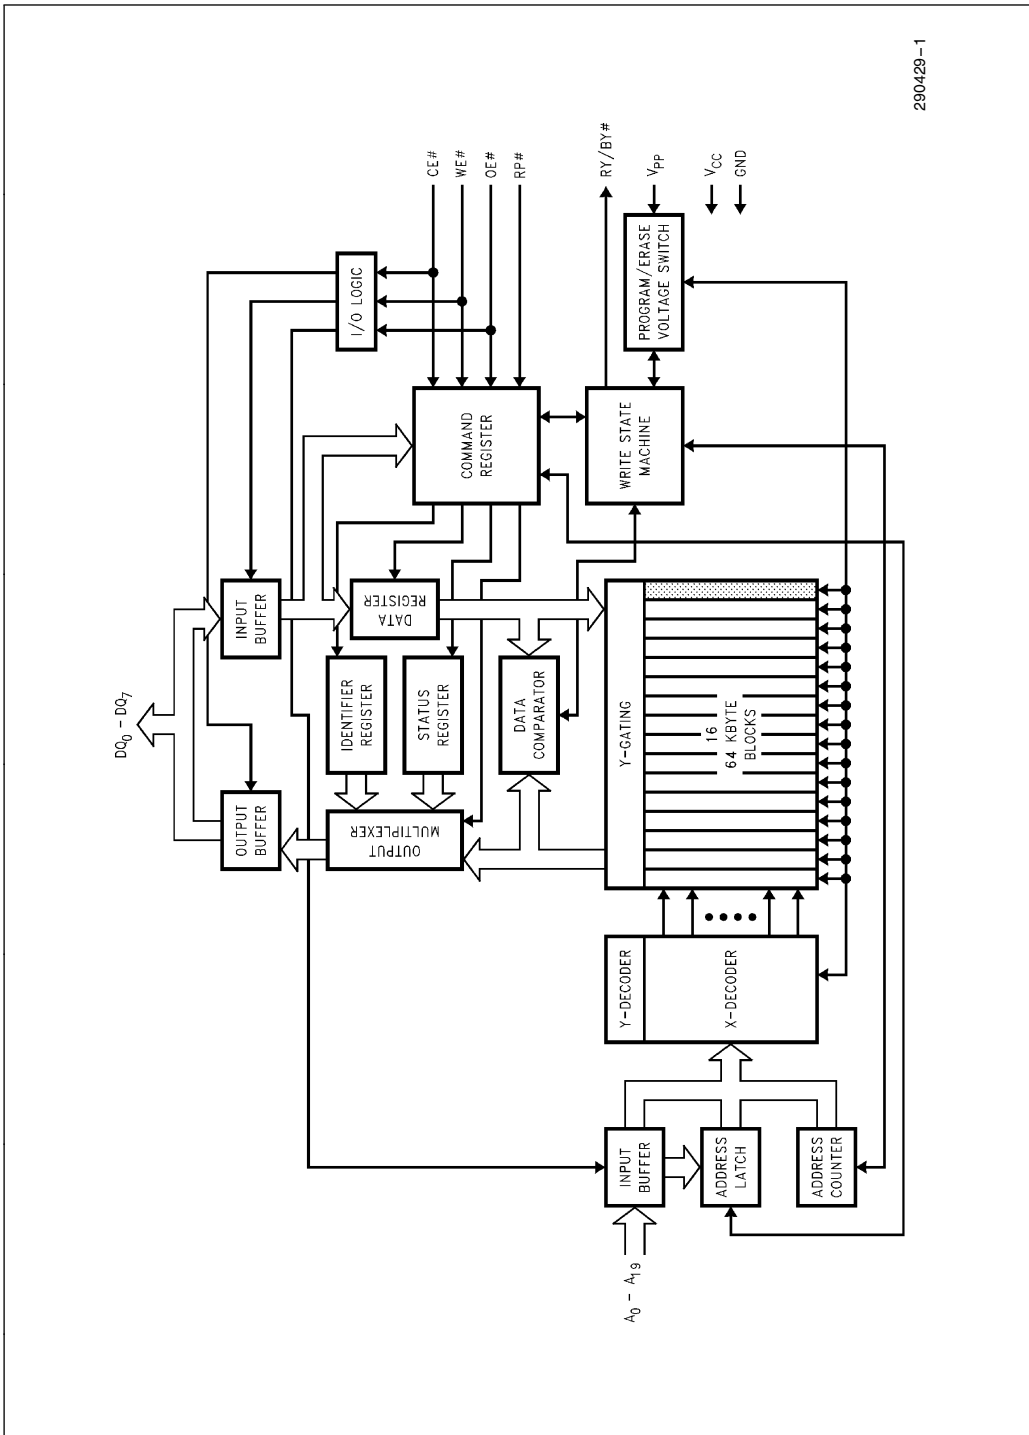 DQ₀ – DQ₇
OUTPUT
BUFFER
INPUT
BUFFER
I/O LOGIC
CE#
WE#
OE#
RP#
IDENTIFIER
REGISTER
STATUS
REGISTER
DATA
REGISTER
OUTPUT
MULTIPLEXER
DATA
COMPARATOR
COMMAND
REGISTER
WRITE STATE
MACHINE
RY/BY#
PROGRAM/ERASE
VOLTAGE SWITCH
VPP
VCC
GND
A₀ – A₁₉
INPUT
BUFFER
ADDRESS
LATCH
ADDRESS
COUNTER
Y-DECODER
X-DECODER
Y-GATING
16
64 KBYTE
BLOCKS
290429–1